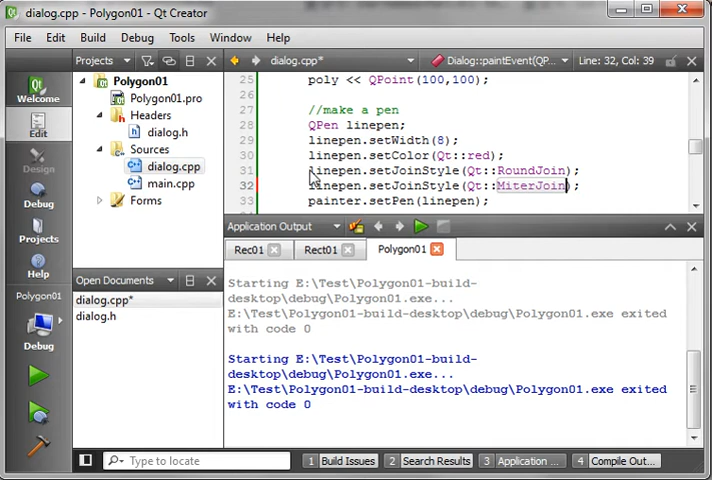 dialog.cpp - Polygon01 - Qt Creator
File Edit Build Debug Tools Window Help
Projects
dialog.cpp*
Dialog::paintEvent(QP...
Line: 32, Col: 39
Welcome
Edit
Design
Debug
Projects
Help
Polygon01
Debug
Polygon01
Polygon01.pro
Headers
dialog.h
Sources
dialog.cpp
main.cpp
Forms
Open Documents
dialog.cpp*
dialog.h
25 poly << QPoint(100,100);
26
27 //make a pen
28 QPen linepen;
29 linepen.setWidth(8);
30 linepen.setColor(Qt::red);
31 linepen.setJoinStyle(Qt::RoundJoin);
32 linepen.setJoinStyle(Qt::MiterJoin);
33 painter.setPen(linepen);
Application Output
Rec01 Rect01 Polygon01
Starting E:\Test\Polygon01-build-
desktop\debug\Polygon01.exe...
E:\Test\Polygon01-build-desktop\debug\Polygon01.exe exited
with code 0
Starting E:\Test\Polygon01-build-
desktop\debug\Polygon01.exe...
E:\Test\Polygon01-build-desktop\debug\Polygon01.exe exited
with code 0
Type to locate
1 Build Issues 2 Search Results 3 Application ... 4 Compile Out...